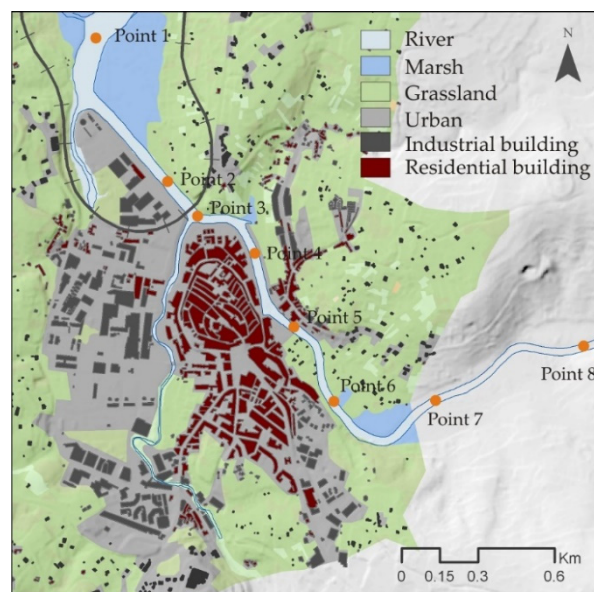 Point 1
River
N
Marsh
Grassland
Urban
Industrial building
Residential building
Point 2
Point 3
Point 4
Point 5
Point 6
Point 8
Point 7
Km
0 0.15 0.3 0.6